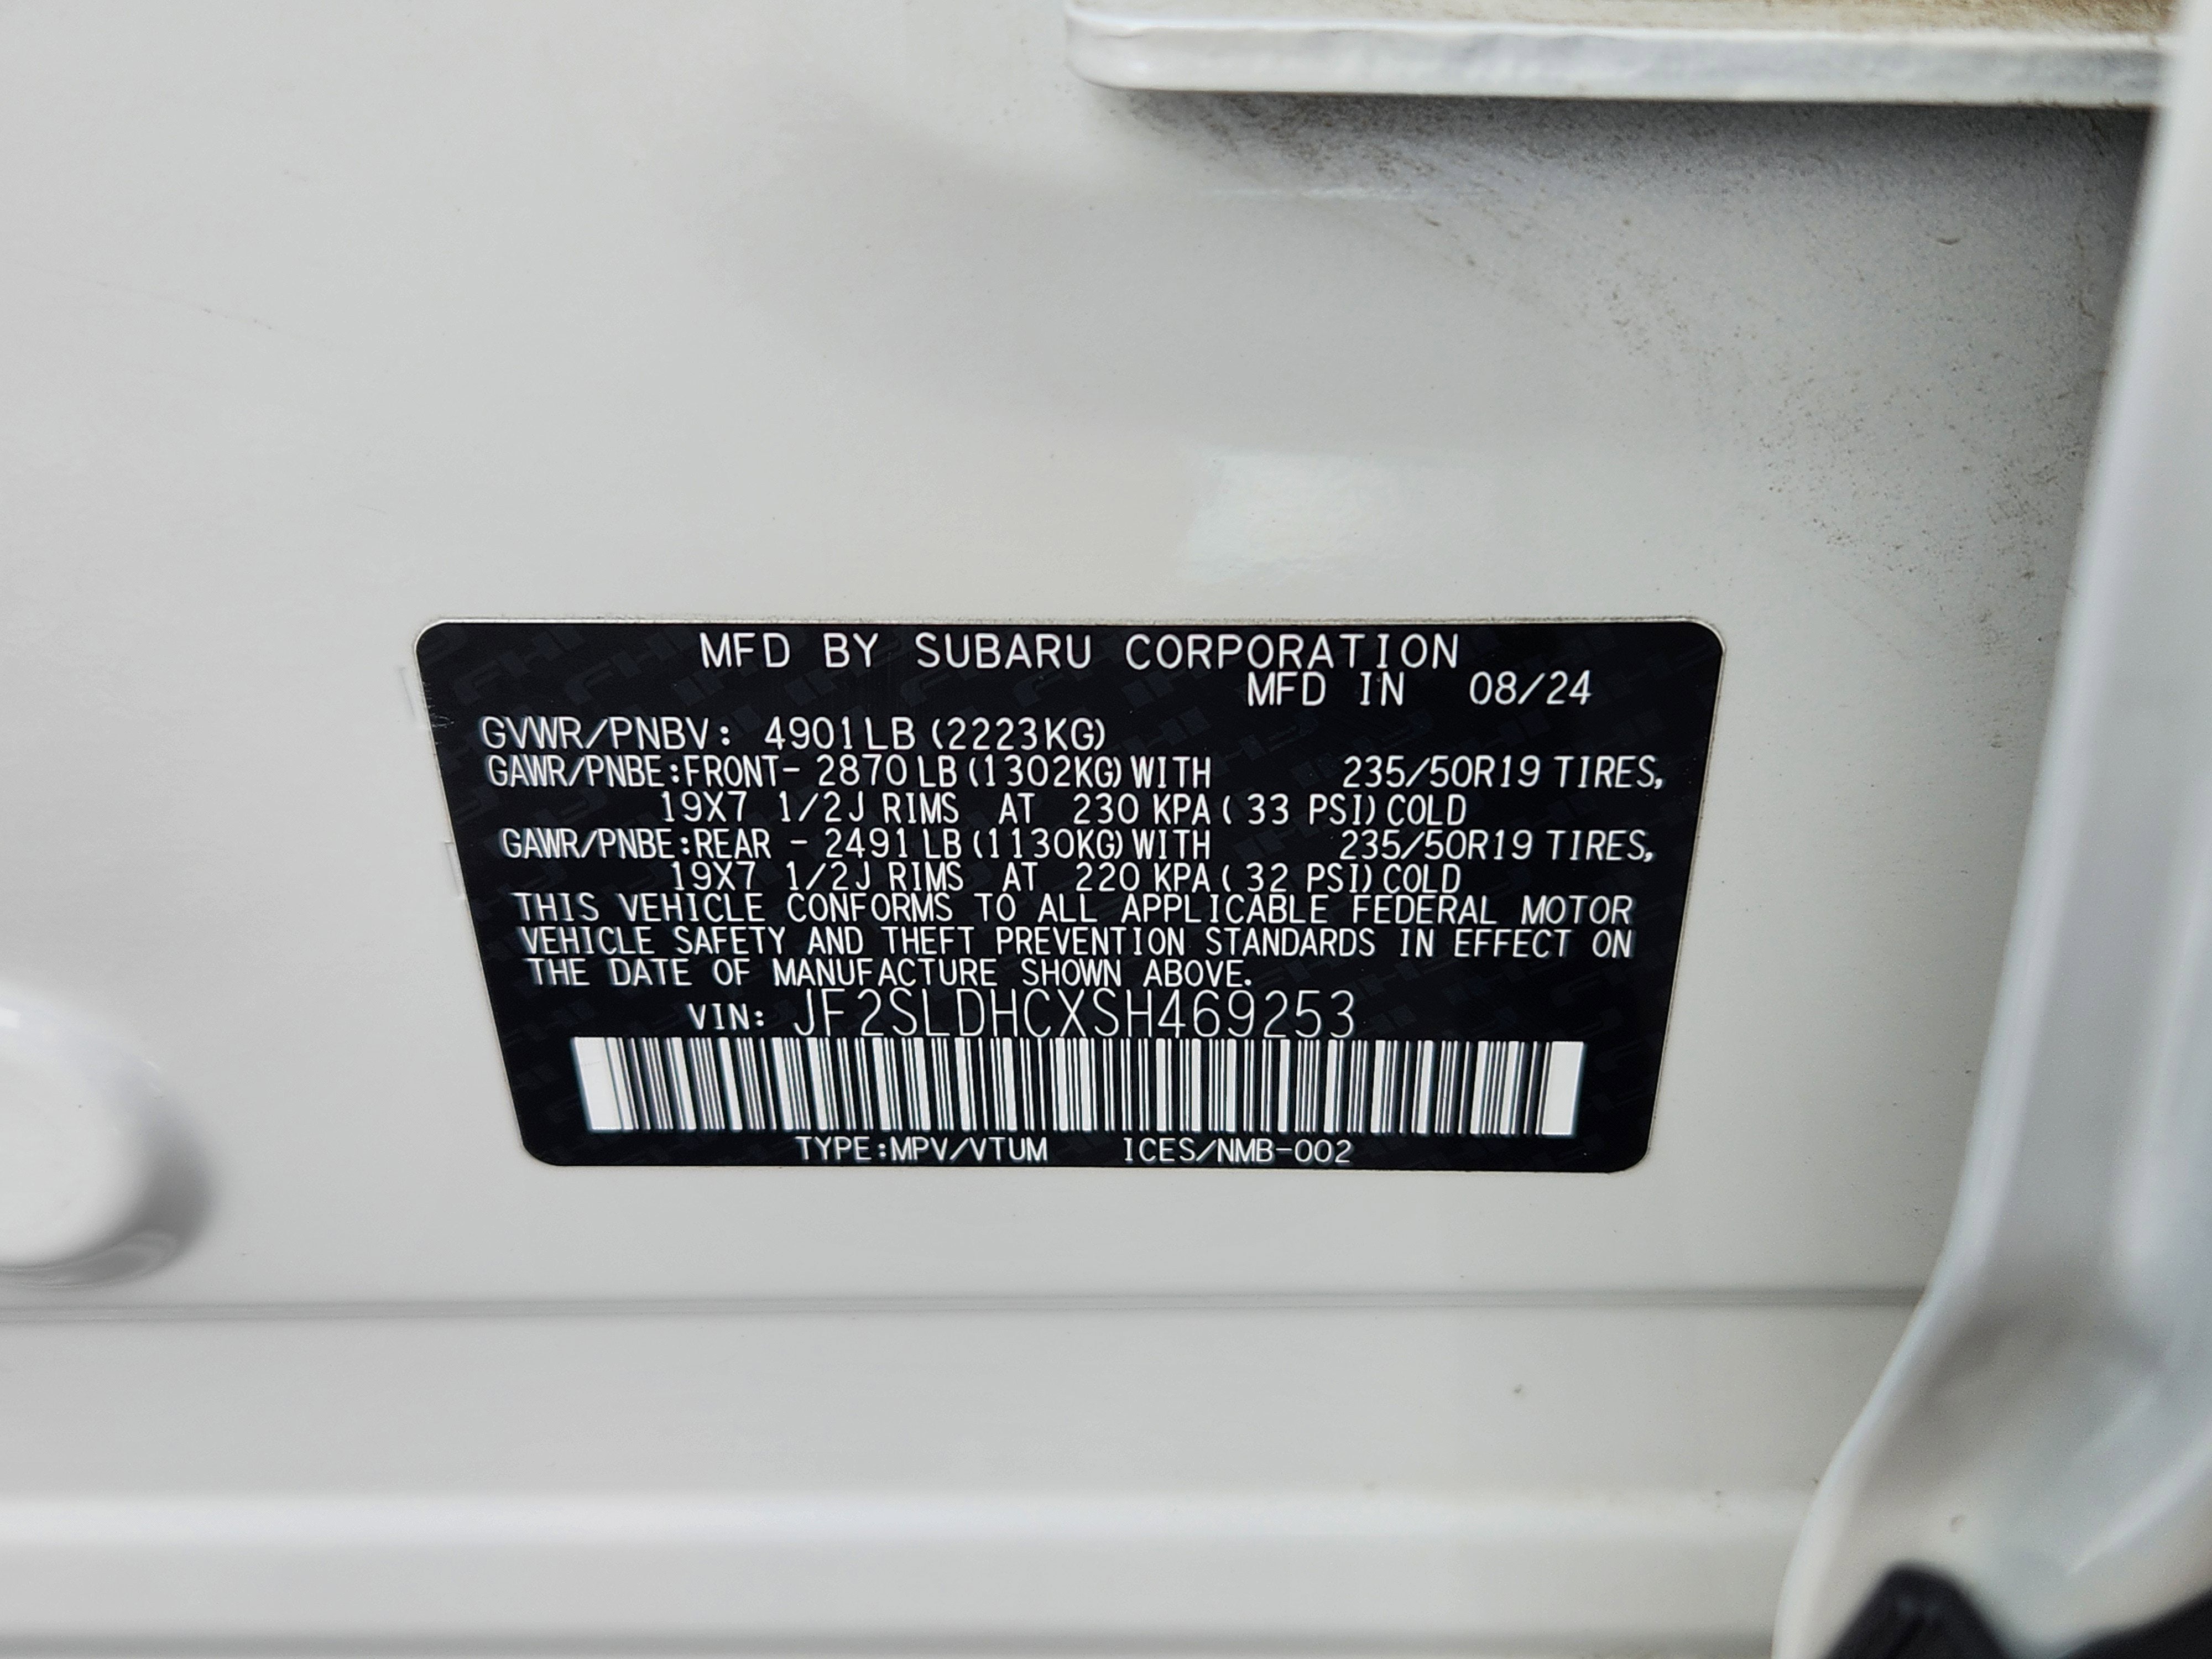 MFD BY SUBARU CORPORATION
MFD IN 08/24
GVWR/PNBV: 4901LB(2223KG)
GAWR/PNBE:FRONT- 2870LB(1302KG)WITH 235/50R19 TIRES,
19X7 1/2J RIMS AT 230 KPA( 33 PSI)COLD
GAWR/PNBE:REAR - 2491LB(1130KG)WITH 235/50R19 TIRES,
19X7 1/2J RIMS AT 220 KPA( 32 PSI)COLD
THIS VEHICLE CONFORMS TO ALL APPLICABLE FEDERAL MOTOR
VEHICLE SAFETY AND THEFT PREVENTION STANDARDS IN EFFECT ON
THE DATE OF MANUFACTURE SHOWN ABOVE.
VIN: JF2SLDHCXSH469253
TYPE:MPV/VTUM ICES/NMB-002